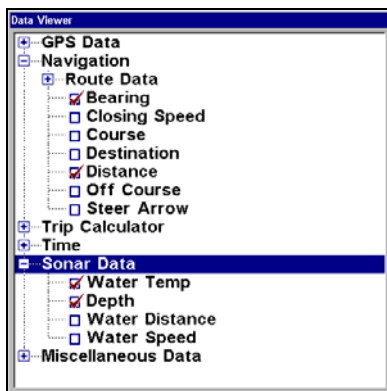 Data Viewer
GPS Data
Navigation
Route Data
Bearing
Closing Speed
Course
Destination
Distance
Off Course
Steer Arrow
Trip Calculator
Time
Sonar Data
Water Temp
Depth
Water Distance
Water Speed
Miscellaneous Data